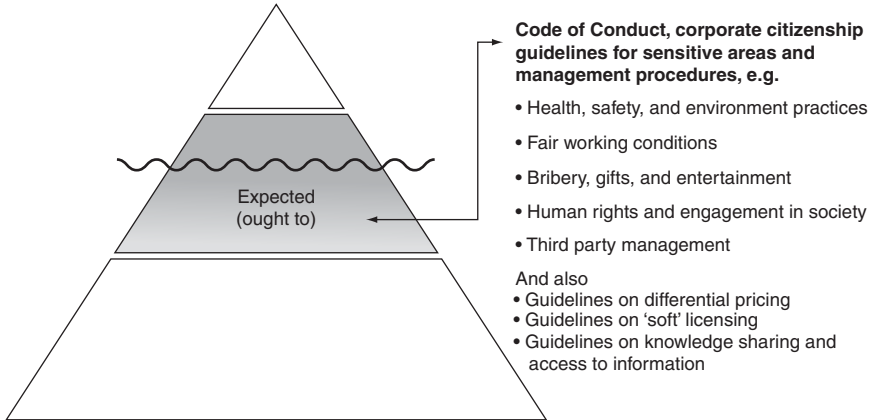 Code of Conduct, corporate citizenship
guidelines for sensitive areas and
management procedures, e.g.
• Health, safety, and environment practices
• Fair working conditions
• Bribery, gifts, and entertainment
• Human rights and engagement in society
• Third party management
And also
• Guidelines on differential pricing
• Guidelines on ‘soft’ licensing
• Guidelines on knowledge sharing and
access to information
Expected
(ought to)